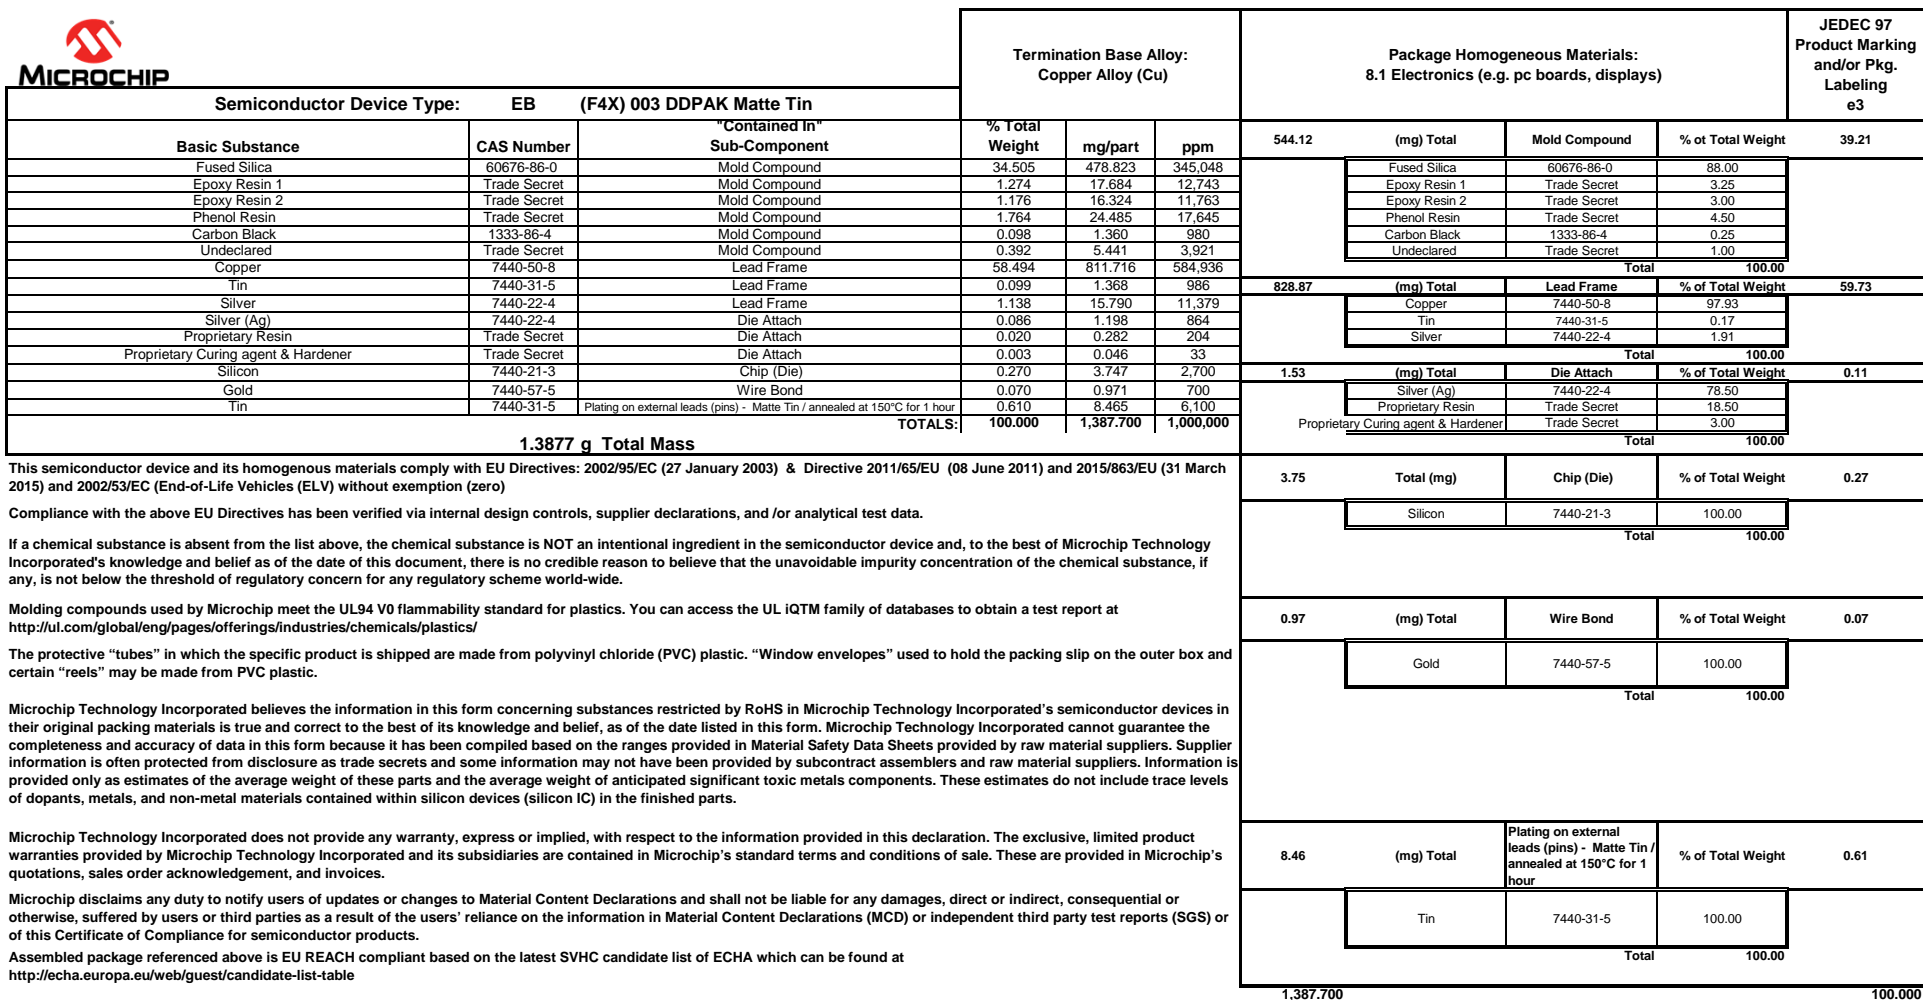 MICROCHIP
Termination Base Alloy:
Copper Alloy (Cu)
Package Homogeneous Materials:
8.1 Electronics (e.g. pc boards, displays)
JEDEC 97
Product Marking
and/or Pkg.
Labeling
e3
Semiconductor Device Type: EB (F4X) 003 DDPAK Matte Tin
Basic Substance CAS Number "Contained In" Sub-Component % Total Weight mg/part ppm
Fused Silica 60676-86-0 Mold Compound 34.505 478.823 345,048
Epoxy Resin 1 Trade Secret Mold Compound 1.274 17.684 12,743
Epoxy Resin 2 Trade Secret Mold Compound 1.176 16.324 11,763
Phenol Resin Trade Secret Mold Compound 1.764 24.485 17,645
Carbon Black 1333-86-4 Mold Compound 0.098 1.360 980
Undeclared Trade Secret Mold Compound 0.392 5.441 3,921
Copper 7440-50-8 Lead Frame 58.494 811.716 584,936
Tin 7440-31-5 Lead Frame 0.099 1.368 986
Silver 7440-22-4 Lead Frame 1.138 15.790 11,379
Silver (Ag) 7440-22-4 Die Attach 0.086 1.198 864
Proprietary Resin Trade Secret Die Attach 0.020 0.282 204
Proprietary Curing agent & Hardener Trade Secret Die Attach 0.003 0.046 33
Silicon 7440-21-3 Chip (Die) 0.270 3.747 2,700
Gold 7440-57-5 Wire Bond 0.070 0.971 700
Tin 7440-31-5 Plating on external leads (pins) - Matte Tin / annealed at 150°C for 1 hour 0.610 8.465 6,100
TOTALS: 100.000 1,387.700 1,000,000
1.3877 g Total Mass
This semiconductor device and its homogenous materials comply with EU Directives: 2002/95/EC (27 January 2003) & Directive 2011/65/EU (08 June 2011) and 2015/863/EU (31 March
2015) and 2002/53/EC (End-of-Life Vehicles (ELV) without exemption (zero)
Compliance with the above EU Directives has been verified via internal design controls, supplier declarations, and /or analytical test data.
If a chemical substance is absent from the list above, the chemical substance is NOT an intentional ingredient in the semiconductor device and, to the best of Microchip Technology
Incorporated's knowledge and belief as of the date of this document, there is no credible reason to believe that the unavoidable impurity concentration of the chemical substance, if
any, is not below the threshold of regulatory concern for any regulatory scheme world-wide.
Molding compounds used by Microchip meet the UL94 V0 flammability standard for plastics. You can access the UL iQTM family of databases to obtain a test report at
http://ul.com/global/eng/pages/offerings/industries/chemicals/plastics/
The protective “tubes” in which the specific product is shipped are made from polyvinyl chloride (PVC) plastic. “Window envelopes” used to hold the packing slip on the outer box and
certain “reels” may be made from PVC plastic.
Microchip Technology Incorporated believes the information in this form concerning substances restricted by RoHS in Microchip Technology Incorporated’s semiconductor devices in
their original packing materials is true and correct to the best of its knowledge and belief, as of the date listed in this form. Microchip Technology Incorporated cannot guarantee the
completeness and accuracy of data in this form because it has been compiled based on the ranges provided in Material Safety Data Sheets provided by raw material suppliers. Supplier
information is often protected from disclosure as trade secrets and some information may not have been provided by subcontract assemblers and raw material suppliers. Information is
provided only as estimates of the average weight of these parts and the average weight of anticipated significant toxic metals components. These estimates do not include trace levels
of dopants, metals, and non-metal materials contained within silicon devices (silicon IC) in the finished parts.
Microchip Technology Incorporated does not provide any warranty, express or implied, with respect to the information provided in this declaration. The exclusive, limited product
warranties provided by Microchip Technology Incorporated and its subsidiaries are contained in Microchip’s standard terms and conditions of sale. These are provided in Microchip’s
quotations, sales order acknowledgement, and invoices.
Microchip disclaims any duty to notify users of updates or changes to Material Content Declarations and shall not be liable for any damages, direct or indirect, consequential or
otherwise, suffered by users or third parties as a result of the users’ reliance on the information in Material Content Declarations (MCD) or independent third party test reports (SGS) or
of this Certificate of Compliance for semiconductor products.
Assembled package referenced above is EU REACH compliant based on the latest SVHC candidate list of ECHA which can be found at
http://echa.europa.eu/web/guest/candidate-list-table
544.12 (mg) Total Mold Compound % ot Total Weight 39.21
Fused Silica 60676-86-0 88.00
Epoxy Resin 1 Trade Secret 3.25
Epoxy Resin 2 Trade Secret 3.00
Phenol Resin Trade Secret 4.50
Carbon Black 1333-86-4 0.25
Undeclared Trade Secret 1.00
Total 100.00
828.87 (mg) Total Lead Frame % of Total Weight 59.73
Copper 7440-50-8 97.93
Tin 7440-31-5 0.17
Silver 7440-22-4 1.91
Total 100.00
1.53 (mg) Total Die Attach % of Total Weight 0.11
Silver (Ag) 7440-22-4 78.50
Proprietary Resin Trade Secret 18.50
Proprietary Curing agent & Hardener Trade Secret 3.00
Total 100.00
3.75 Total (mg) Chip (Die) % of Total Weight 0.27
Silicon 7440-21-3 100.00
Total 100.00
0.97 (mg) Total Wire Bond % of Total Weight 0.07
Gold 7440-57-5 100.00
Total 100.00
8.46 (mg) Total Plating on external leads (pins) - Matte Tin / annealed at 150°C for 1 hour % of Total Weight 0.61
Tin 7440-31-5 100.00
Total 100.00
1,387.700 100.000